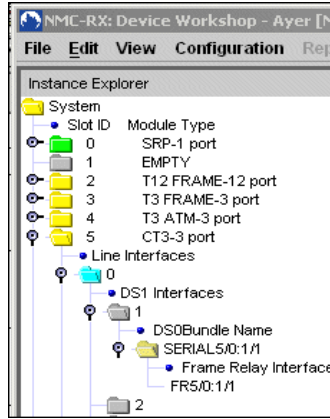 NMC-RX: Device Workshop - Ayer [N
File Edit View Configuration Rep
Instance Explorer
System
Slot ID Module Type
0 SRP-1 port
1 EMPTY
2 T12 FRAME-12 port
3 T3 FRAME-3 port
4 T3 ATM-3 port
5 CT3-3 port
Line Interfaces
0
DS1 Interfaces
1
DS0Bundle Name
SERIAL5/0:1/1
Frame Relay Interface
FR5/0:1/1
2